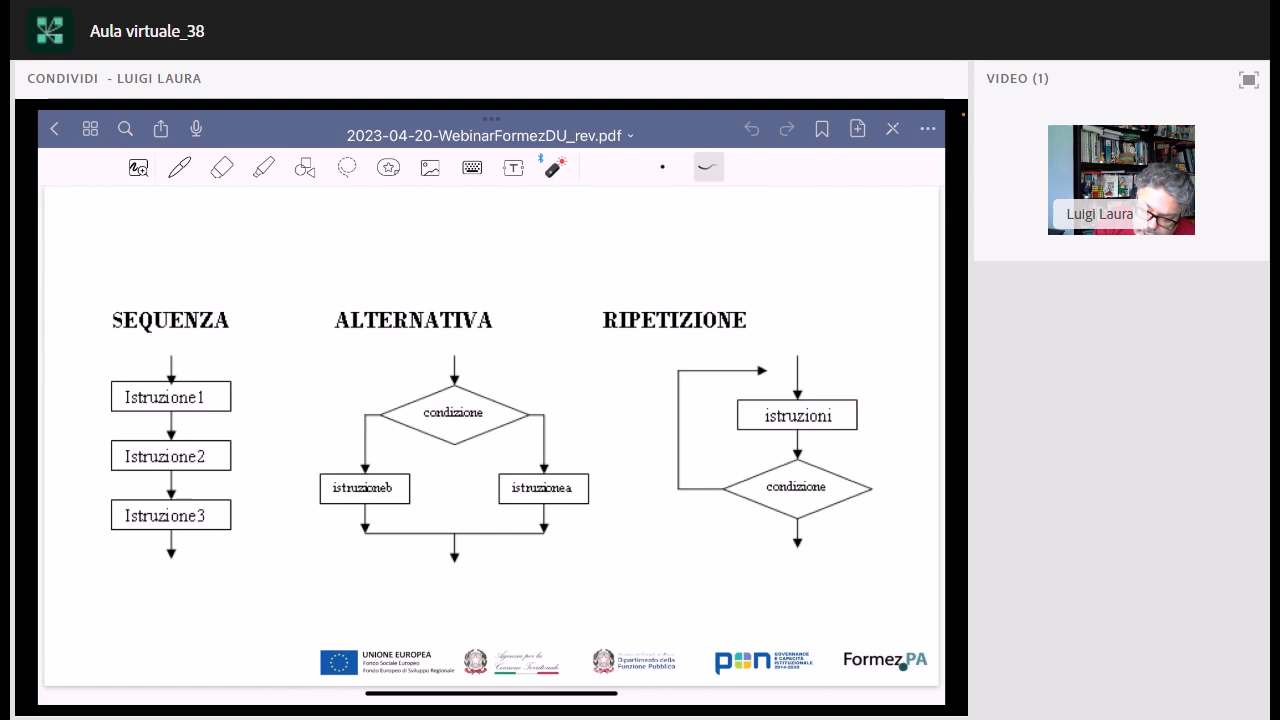 Aula virtuale_38
CONDIVIDI - LUIGI LAURA
VIDEO (1)
2023-04-20-WebinarFormezDU_rev.pdf
Luigi Laura
SEQUENZA
ALTERNATIVA
RIPETIZIONE
Istruzione1
Istruzione2
Istruzione3
condizione
istruzioneb
istruzionea
istruzioni
condizione
UNIONE EUROPEA
Fondo Sociale Europeo
Fondo Europeo di Sviluppo Regionale
Agenzia per la
Coesione Territoriale
Dipartimento della
Funzione Pubblica
pon
GOVERNANCE
E CAPACITÀ
ISTITUZIONALE
2014-2020
Formez PA